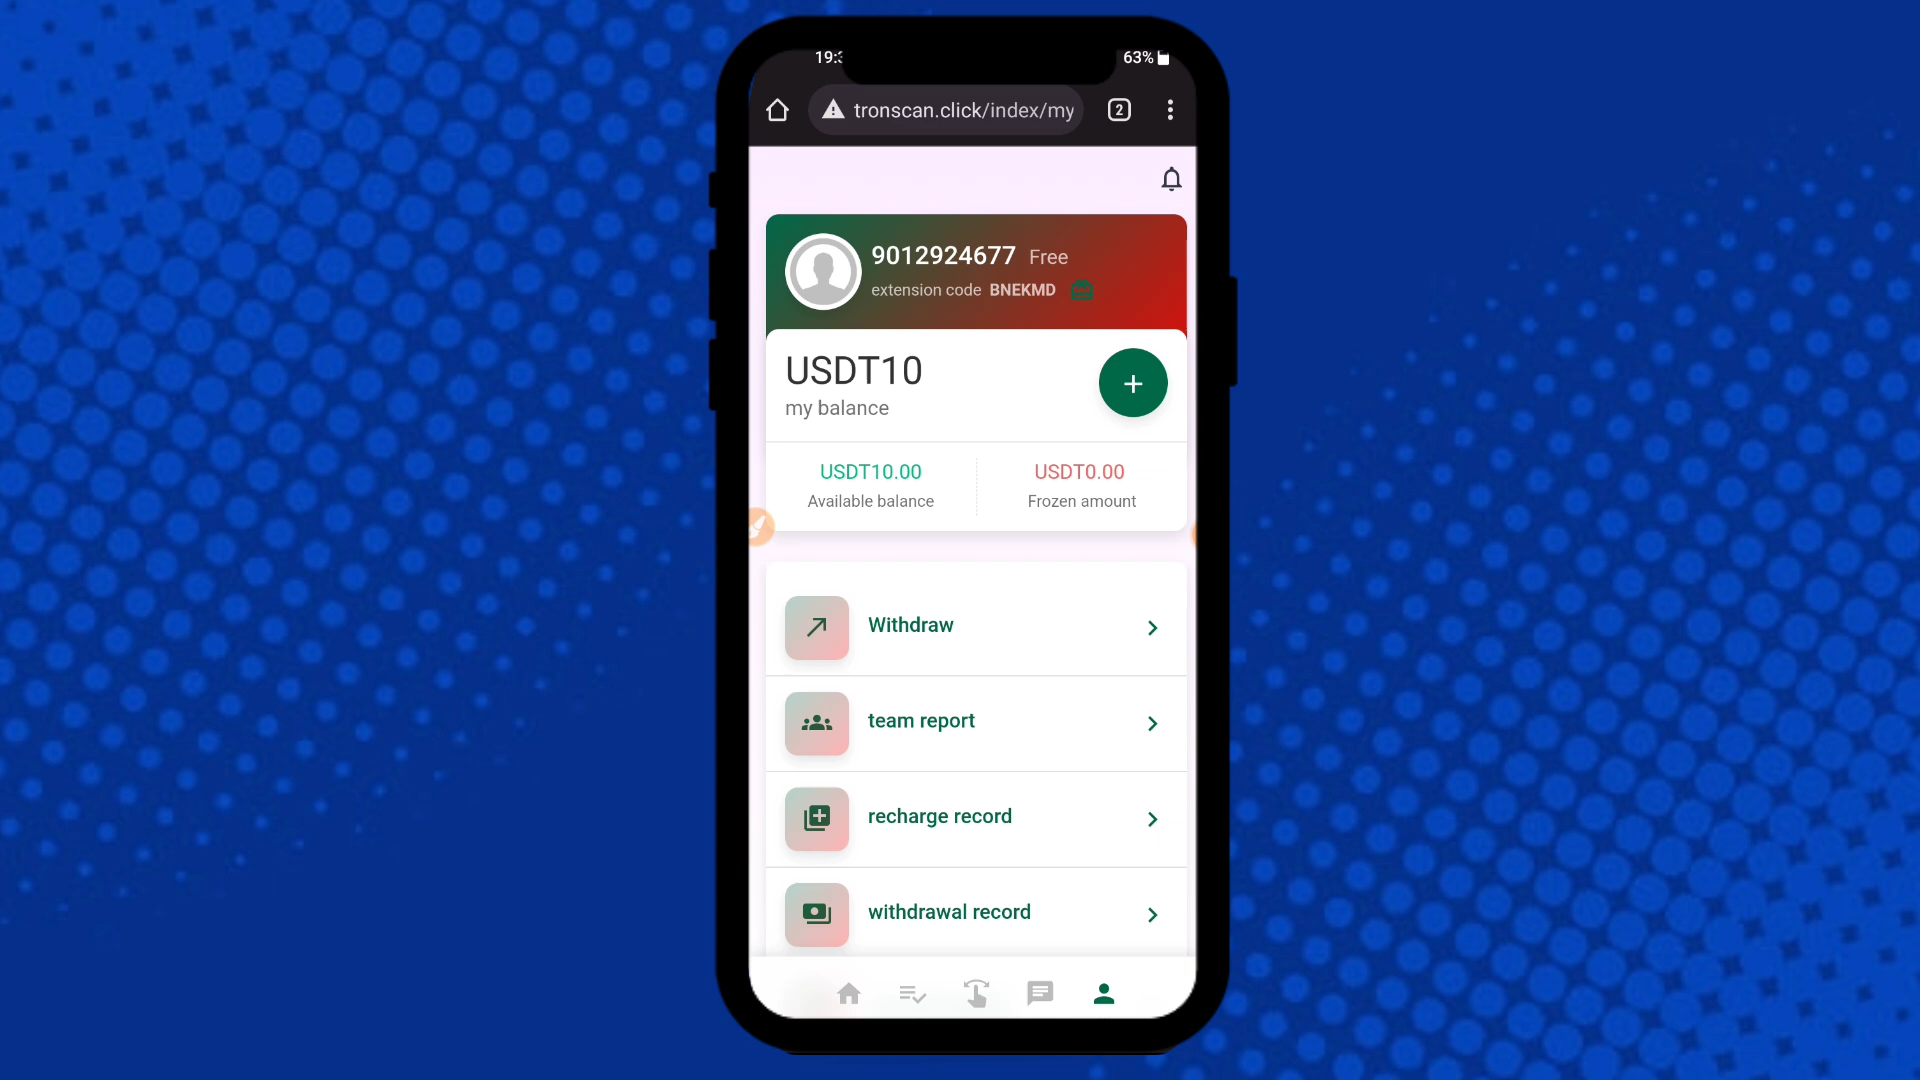 19:3
63%
tronscan.click/index/my
2
9012924677 Free
extension code BNEKMD
USDT10
my balance
USDT10.00
Available balance
USDT0.00
Frozen amount
Withdraw
team report
recharge record
withdrawal record